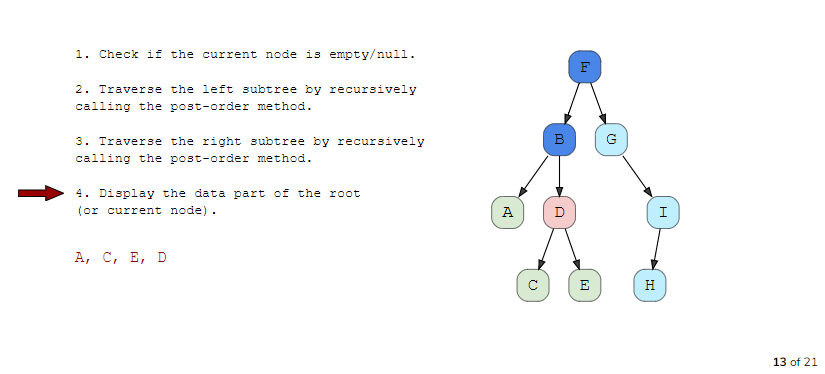 1. Check if the current node is empty/null.
2. Traverse the left subtree by recursively
calling the post-order method.
3. Traverse the right subtree by recursively
calling the post-order method.
4. Display the data part of the root
(or current node).
A, C, E, D
F
B
G
A
D
I
C
E
H
13 of 21